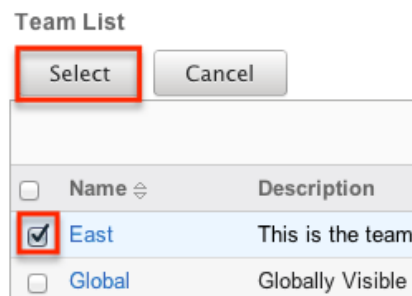 Team List
Select Cancel
Name Description
East This is the team
Global Globally Visible